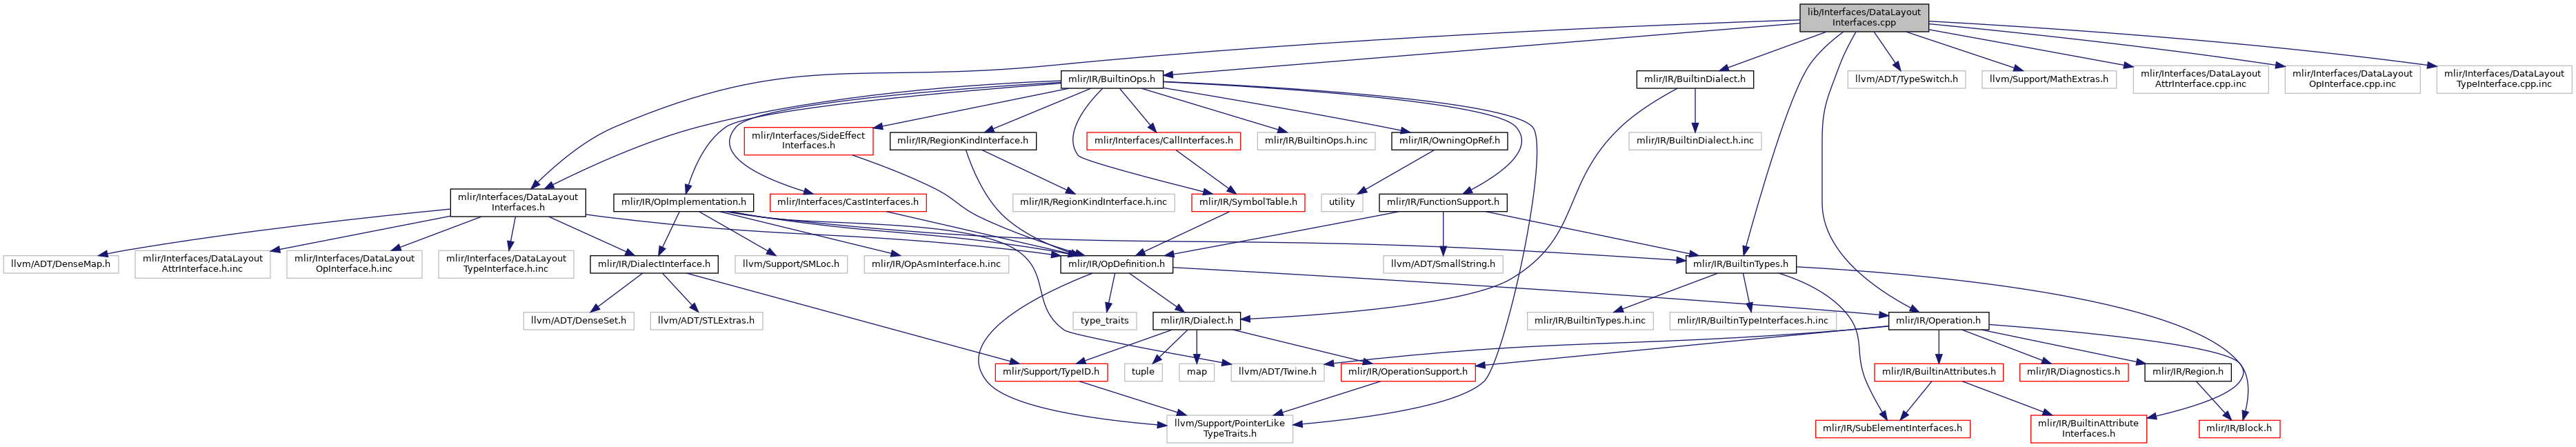 lib/Interfaces/DataLayout
Interfaces.cpp
mlir/IR/BuiltinOps.h
mlir/IR/BuiltinDialect.h
llvm/ADT/TypeSwitch.h
llvm/Support/MathExtras.h
mlir/Interfaces/DataLayout
AttrInterface.cpp.inc
mlir/Interfaces/DataLayout
OpInterface.cpp.inc
mlir/Interfaces/DataLayout
TypeInterface.cpp.inc
mlir/Interfaces/SideEffect
Interfaces.h
mlir/IR/RegionKindInterface.h
mlir/Interfaces/CallInterfaces.h
mlir/IR/BuiltinOps.h.inc
mlir/IR/OwningOpRef.h
mlir/IR/BuiltinDialect.h.inc
mlir/Interfaces/DataLayout
Interfaces.h
mlir/IR/OpImplementation.h
mlir/Interfaces/CastInterfaces.h
mlir/IR/RegionKindInterface.h.inc
mlir/IR/SymbolTable.h
utility
mlir/IR/FunctionSupport.h
llvm/ADT/DenseMap.h
mlir/Interfaces/DataLayout
AttrInterface.h.inc
mlir/Interfaces/DataLayout
OpInterface.h.inc
mlir/Interfaces/DataLayout
TypeInterface.h.inc
mlir/IR/DialectInterface.h
llvm/Support/SMLoc.h
mlir/IR/OpAsmInterface.h.inc
mlir/IR/OpDefinition.h
llvm/ADT/SmallString.h
mlir/IR/BuiltinTypes.h
llvm/ADT/DenseSet.h
llvm/ADT/STLExtras.h
type_traits
mlir/IR/Dialect.h
mlir/IR/BuiltinTypes.h.inc
mlir/IR/BuiltinTypeInterfaces.h.inc
mlir/IR/Operation.h
mlir/Support/TypeID.h
tuple
map
llvm/ADT/Twine.h
mlir/IR/OperationSupport.h
mlir/IR/BuiltinAttributes.h
mlir/IR/Diagnostics.h
mlir/IR/Region.h
llvm/Support/PointerLike
TypeTraits.h
mlir/IR/SubElementInterfaces.h
mlir/IR/BuiltinAttribute
Interfaces.h
mlir/IR/Block.h